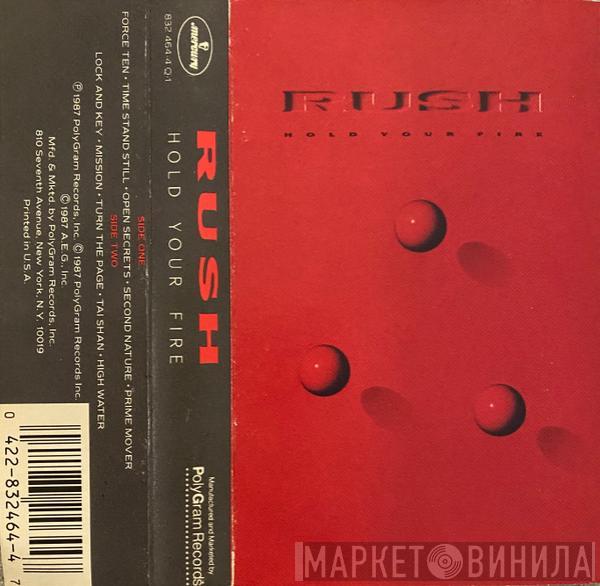 mercury
832 464-4 Q-1
SIDE ONE
FORCE TEN • TIME STAND STILL • OPEN SECRETS • SECOND NATURE • PRIME MOVER
SIDE TWO
LOCK AND KEY • MISSION • TURN THE PAGE • TAI SHAN • HIGH WATER
℗ 1987 PolyGram Records, Inc. © 1987 PolyGram Records Inc.
© 1987 A.E.G., Inc.
Mfd. & Mktd. by PolyGram Records, Inc.
810 Seventh Avenue, New York, N.Y. 10019
Printed in U.S.A.
0 422-832464-4 7
RUSH
HOLD YOUR FIRE
Manufactured and Marketed by
PolyGram Records
RUSH
HOLD YOUR FIRE
МАРКЕТ ВИНИЛА